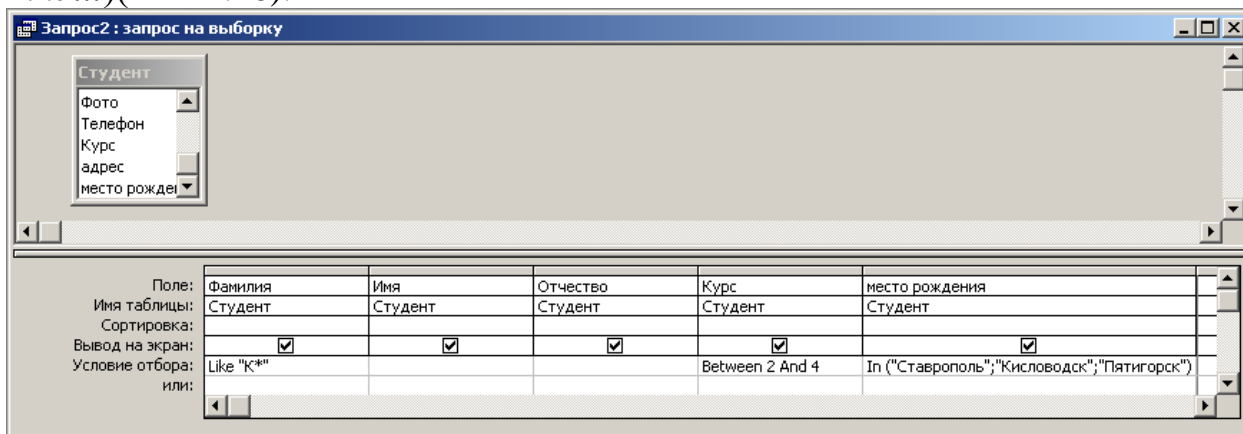 Запрос2 : запрос на выборку
Студент
Фото
Телефон
Курс
адрес
место рожде
Поле: Фамилия Имя Отчество Курс место рождения
Имя таблицы: Студент Студент Студент Студент Студент
Сортировка:
Вывод на экран:
Условие отбора: Like "К*" Between 2 And 4 In ("Ставрополь";"Кисловодск";"Пятигорск")
или: